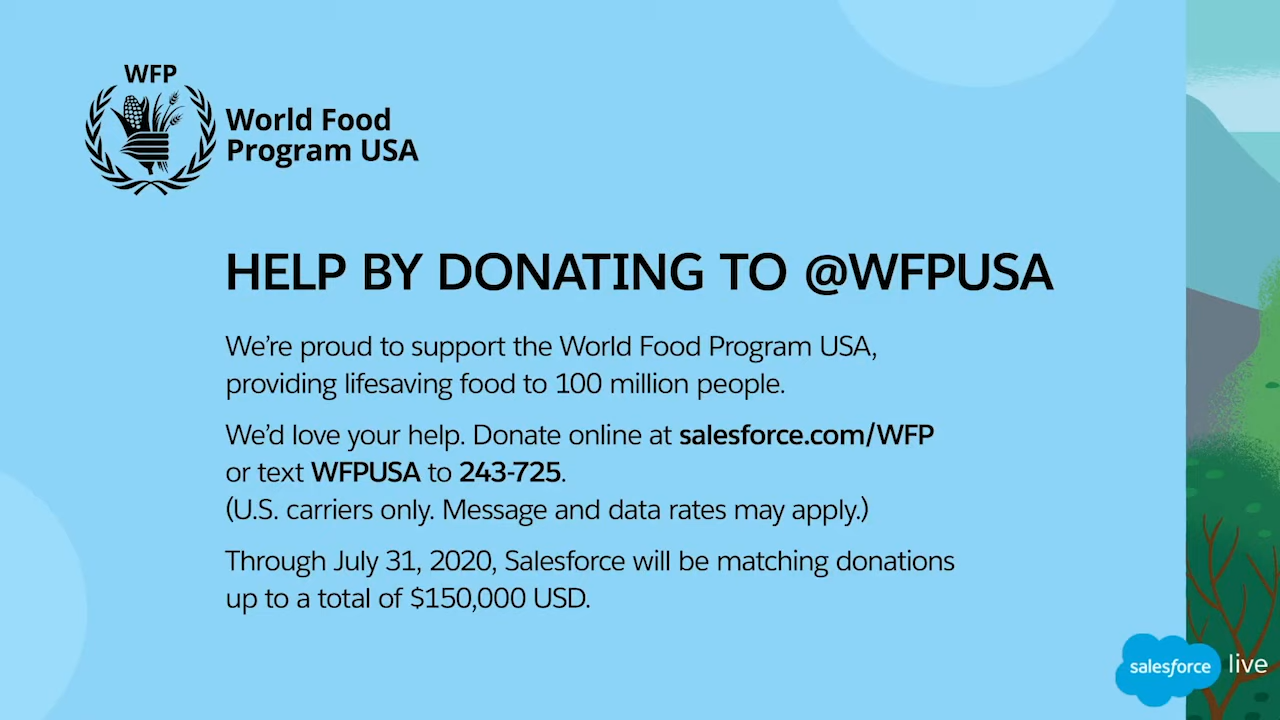 WFP
World Food
Program USA
HELP BY DONATING TO @WFPUSA
We’re proud to support the World Food Program USA,
providing lifesaving food to 100 million people.
We’d love your help. Donate online at salesforce.com/WFP
or text WFPUSA to 243-725.
(U.S. carriers only. Message and data rates may apply.)
Through July 31, 2020, Salesforce will be matching donations
up to a total of $150,000 USD.
salesforce live